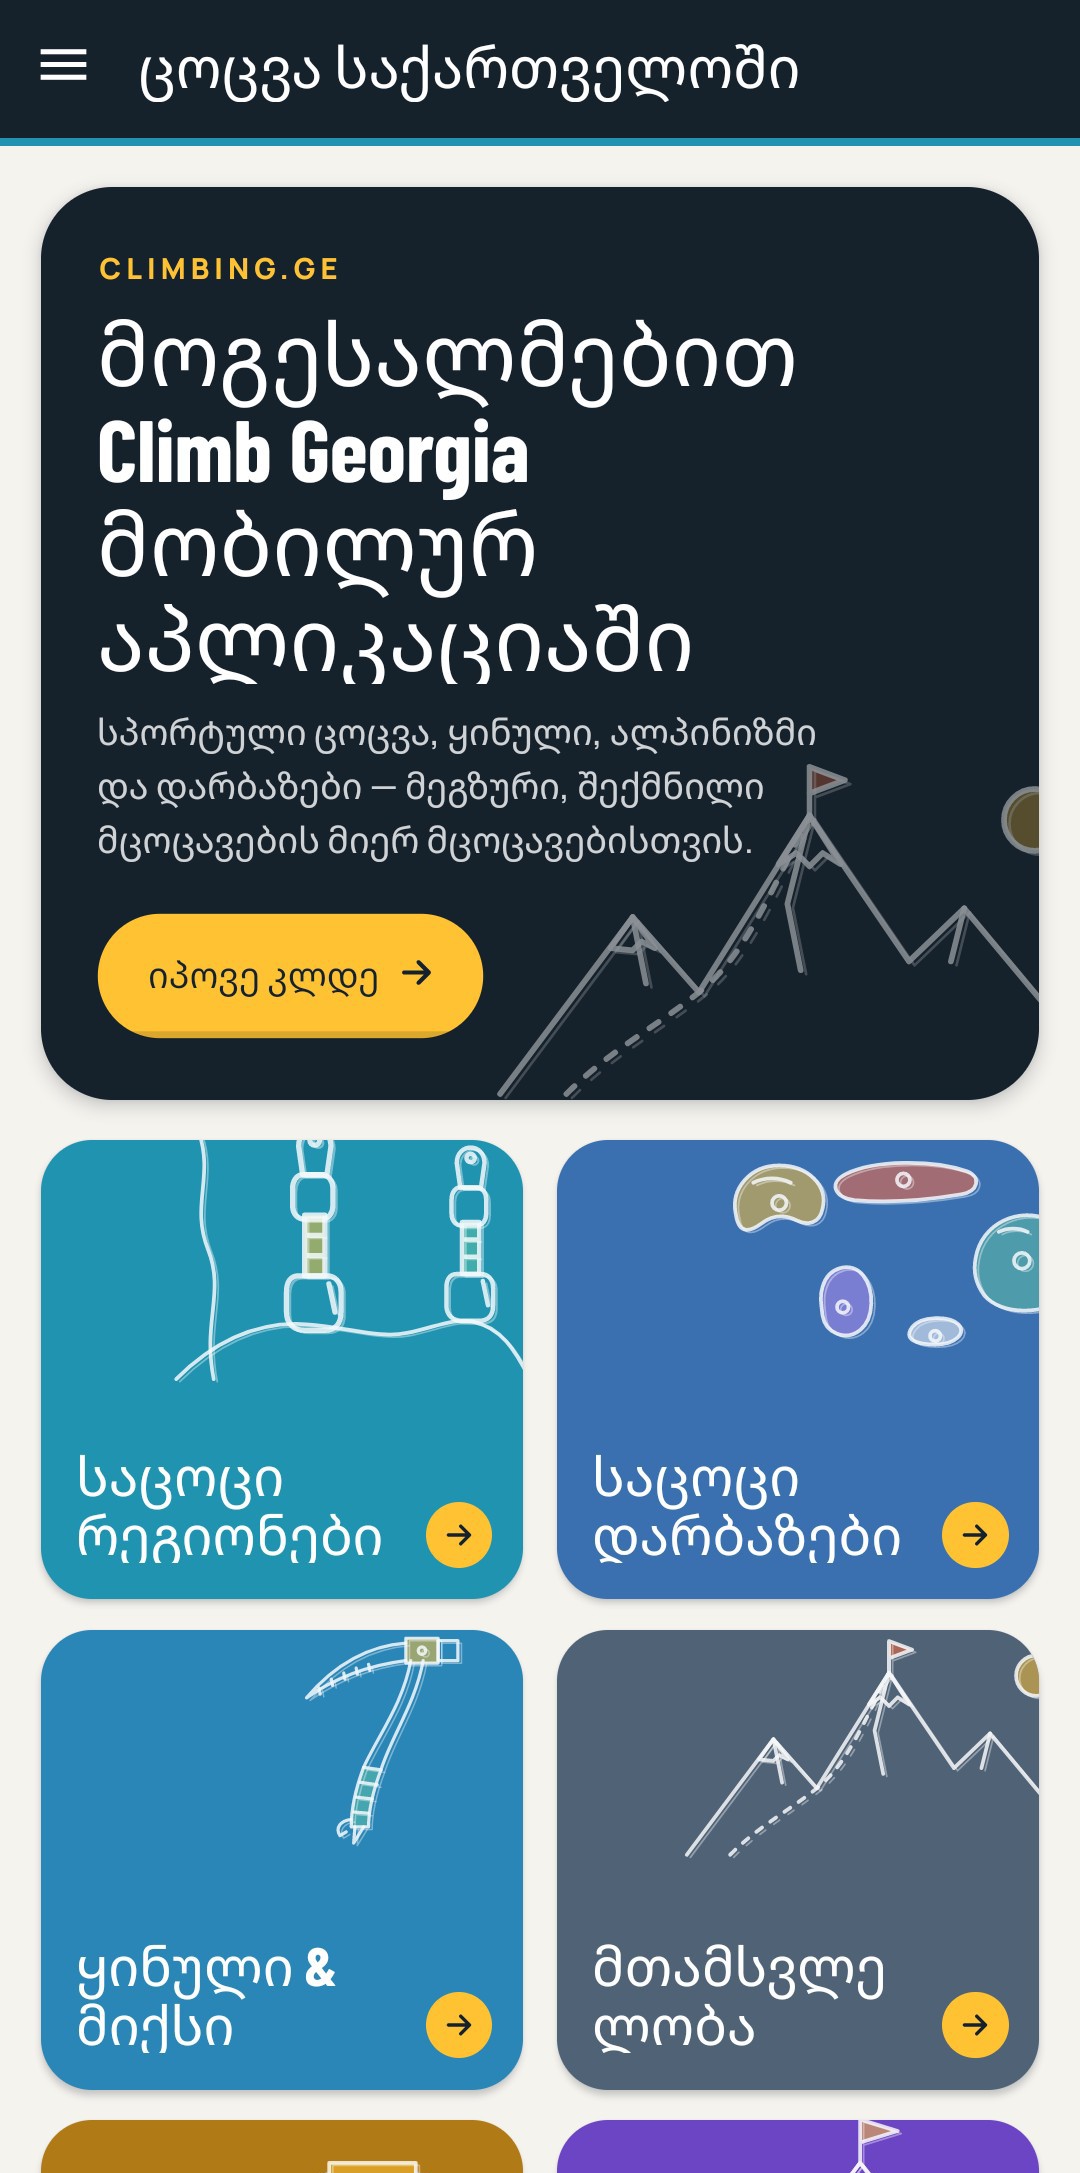 ცოცვა საქართველოში
CLIMBING.GE
მოგესალმებით
Climb Georgia
მობილურ
აპლიკაციაში
სპორტული ცოცვა, ყინული, ალპინიზმი
და დარბაზები — მეგზური, შექმნილი
მცოცავების მიერ მცოცავებისთვის.
იპოვე კლდე
საცოცი
რეგიონები
საცოცი
დარბაზები
ყინული &
მიქსი
მთამსვლე
ლობა